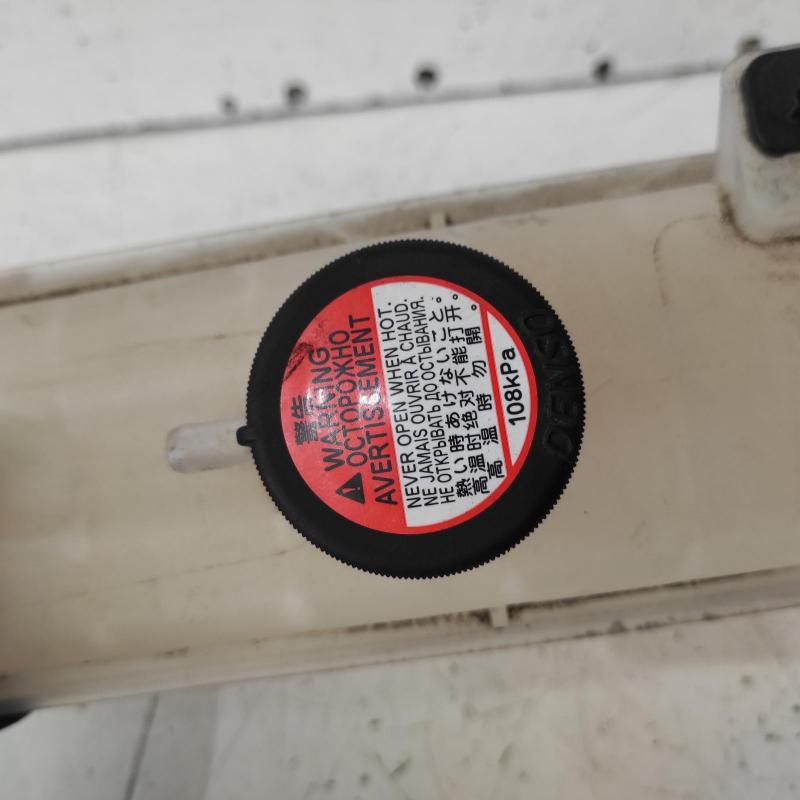 警告
WARNING
ОСТОРОЖНО
AVERTISSEMENT
NEVER OPEN WHEN HOT.
NE JAMAIS OUVRIR À CHAUD.
НЕ ОТКРЫВАТЬ ДО ОСТЫВАНИЯ.
熱い時あけないこと。
高温时绝对不能打开。
高溫時勿開。
108kPa
DENSO